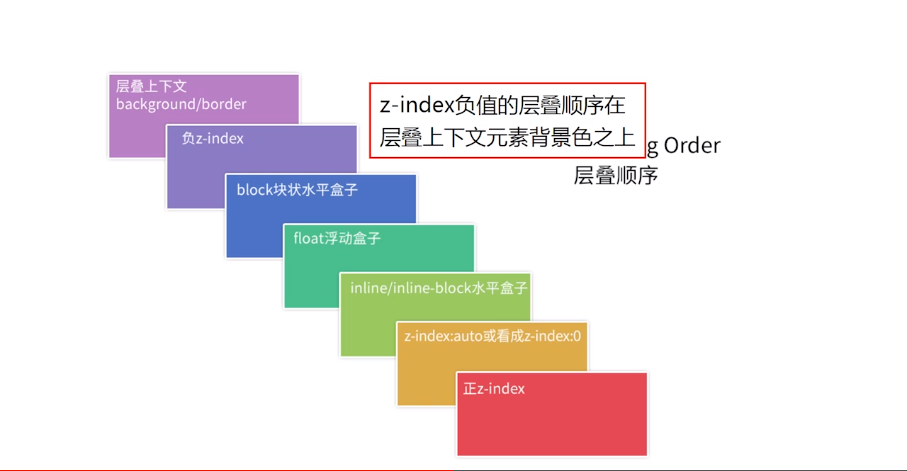 层叠上下文
background/border
负z-index
block块状水平盒子
float浮动盒子
inline/inline-block水平盒子
z-index:auto或看成z-index:0
正z-index
z-index负值的层叠顺序在
层叠上下文元素背景色之上
g Order
层叠顺序